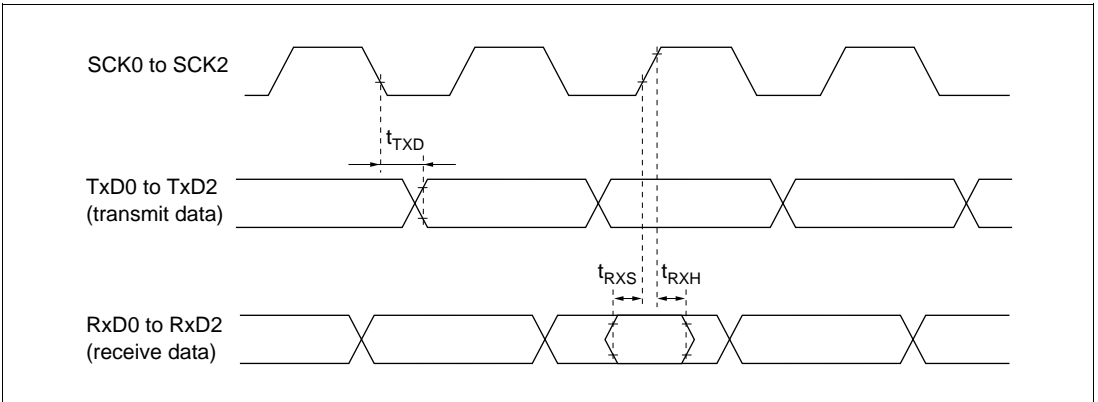 SCK0 to SCK2
tTXD
TxD0 to TxD2
(transmit data)
tRXS
tRXH
RxD0 to RxD2
(receive data)